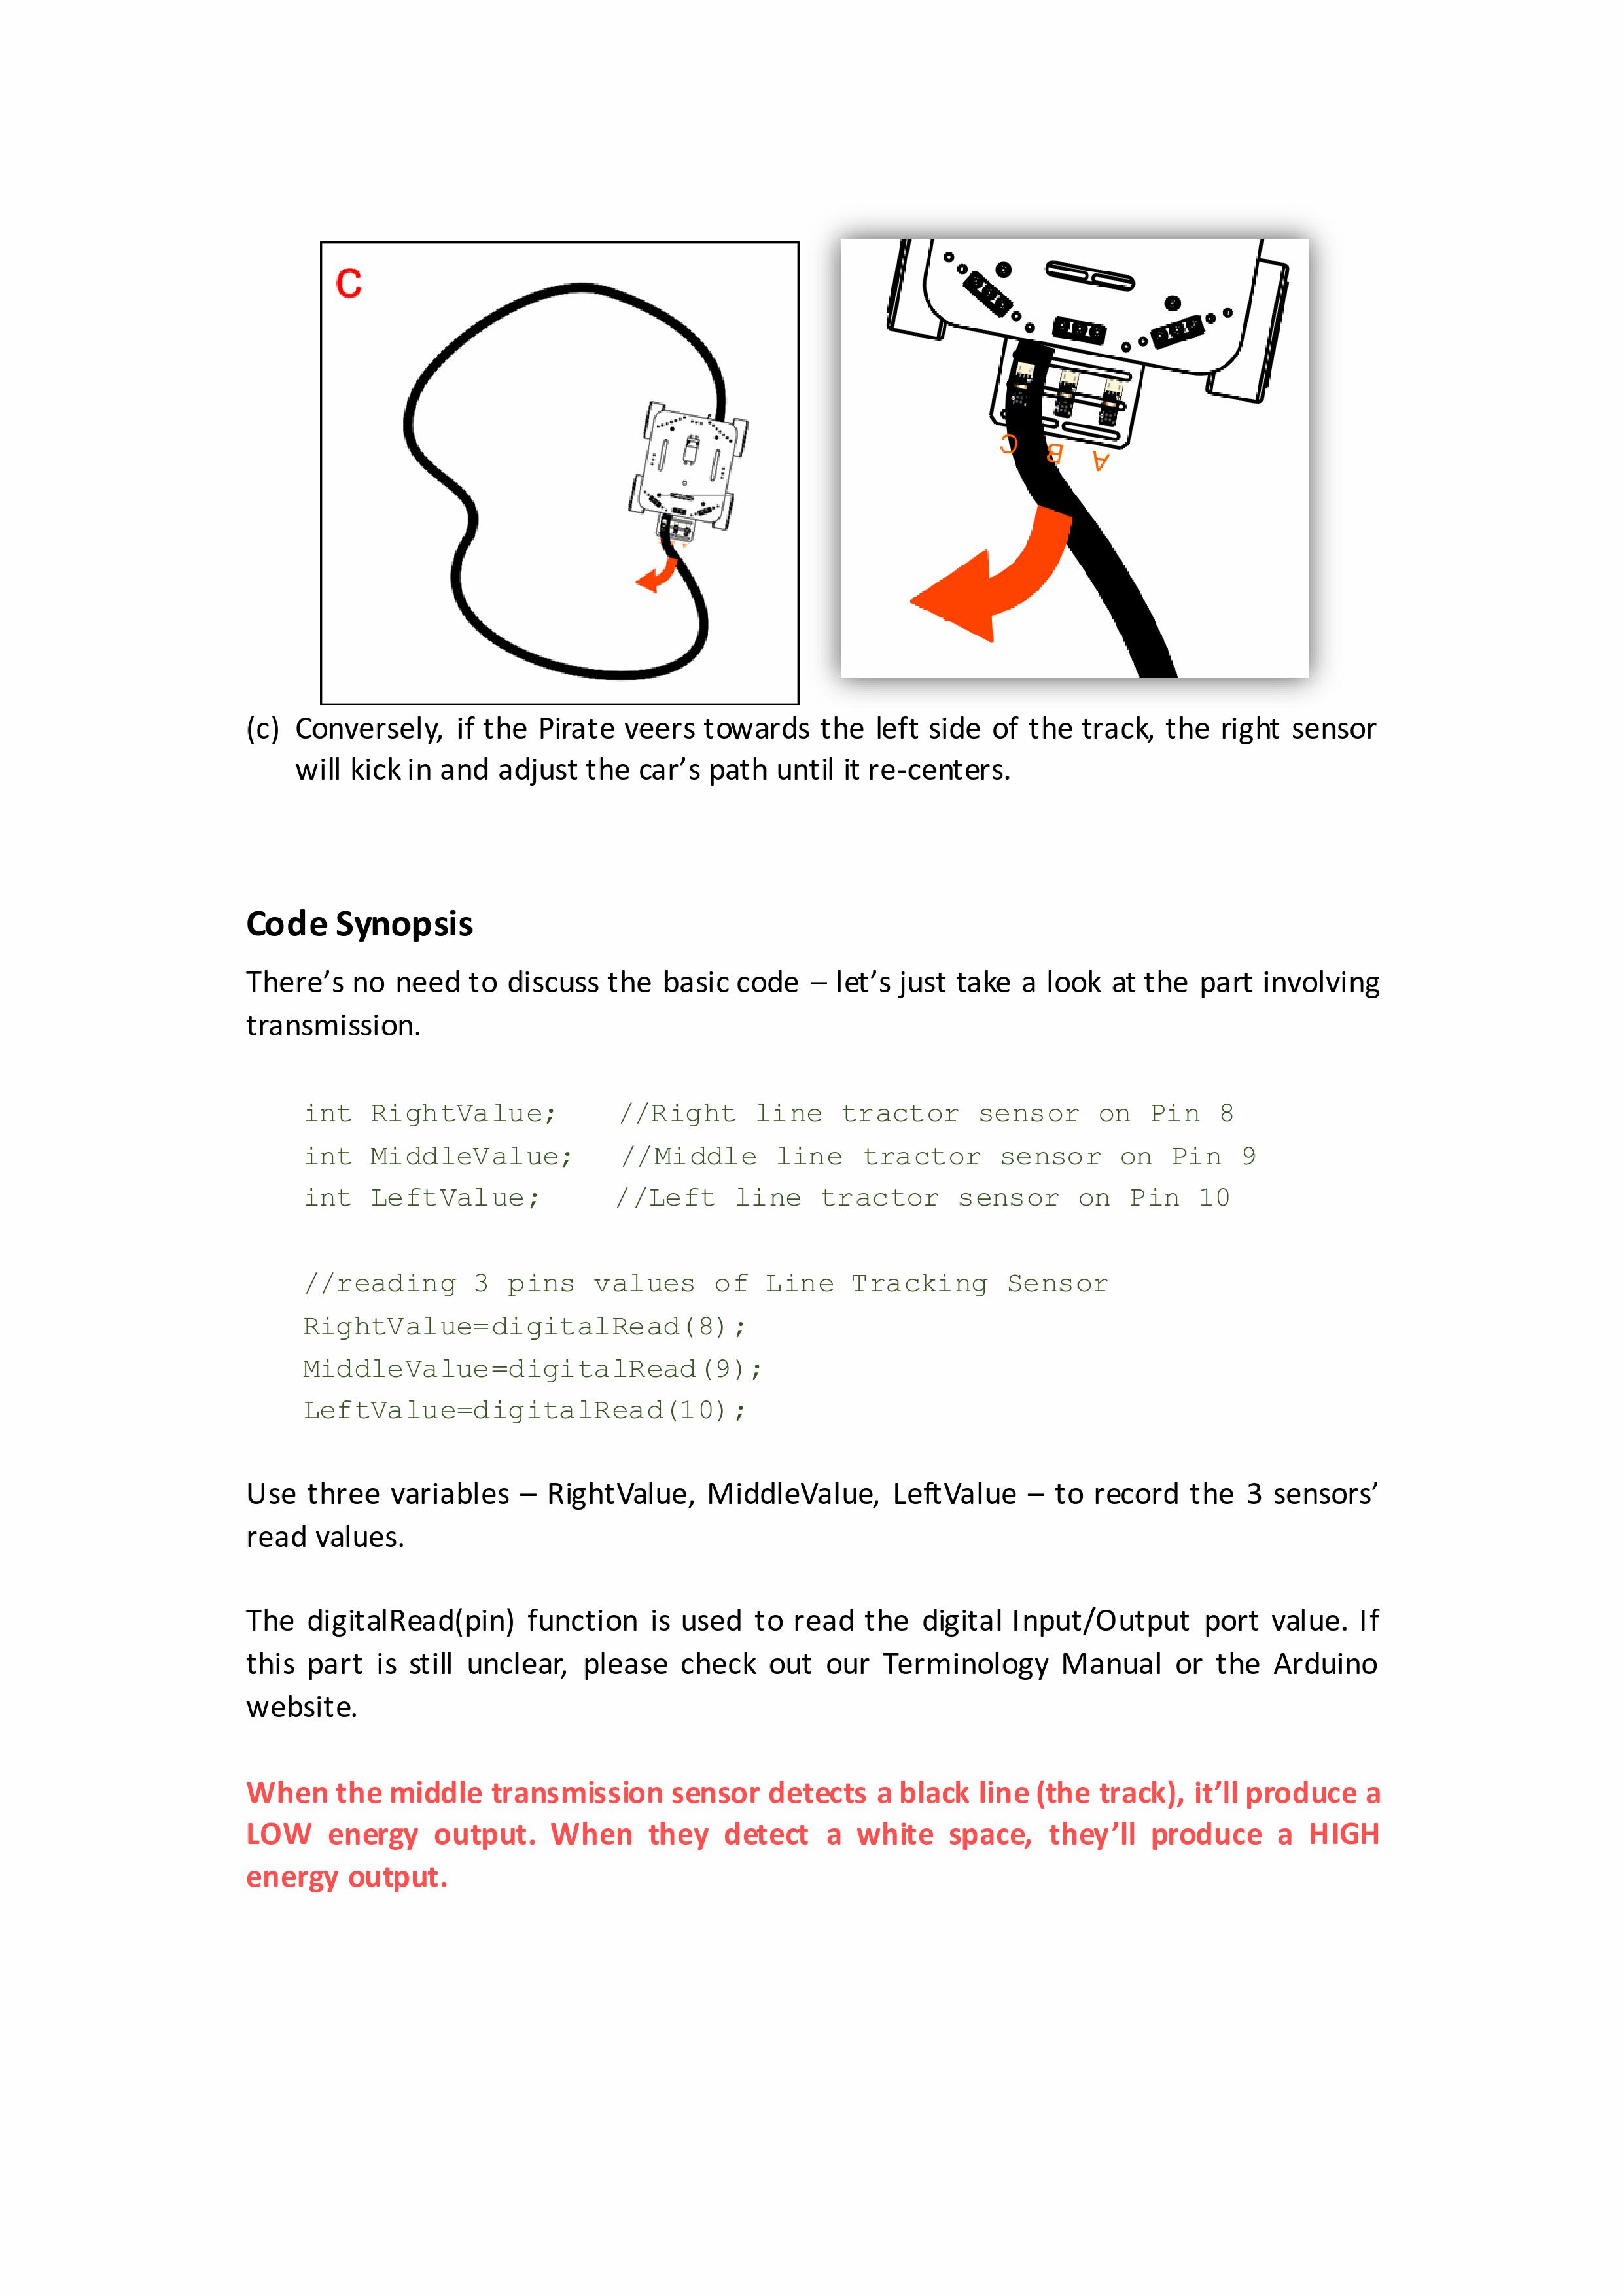 C
C B A
(c) Conversely, if the Pirate veers towards the left side of the track, the right sensor
will kick in and adjust the car’s path until it re-centers.
Code Synopsis
There’s no need to discuss the basic code – let’s just take a look at the part involving
transmission.
int RightValue; //Right line tractor sensor on Pin 8
int MiddleValue; //Middle line tractor sensor on Pin 9
int LeftValue; //Left line tractor sensor on Pin 10
//reading 3 pins values of Line Tracking Sensor
RightValue=digitalRead(8);
MiddleValue=digitalRead(9);
LeftValue=digitalRead(10);
Use three variables – RightValue, MiddleValue, LeftValue – to record the 3 sensors’
read values.
The digitalRead(pin) function is used to read the digital Input/Output port value. If
this part is still unclear, please check out our Terminology Manual or the Arduino
website.
When the middle transmission sensor detects a black line (the track), it’ll produce a
LOW energy output. When they detect a white space, they’ll produce a HIGH
energy output.